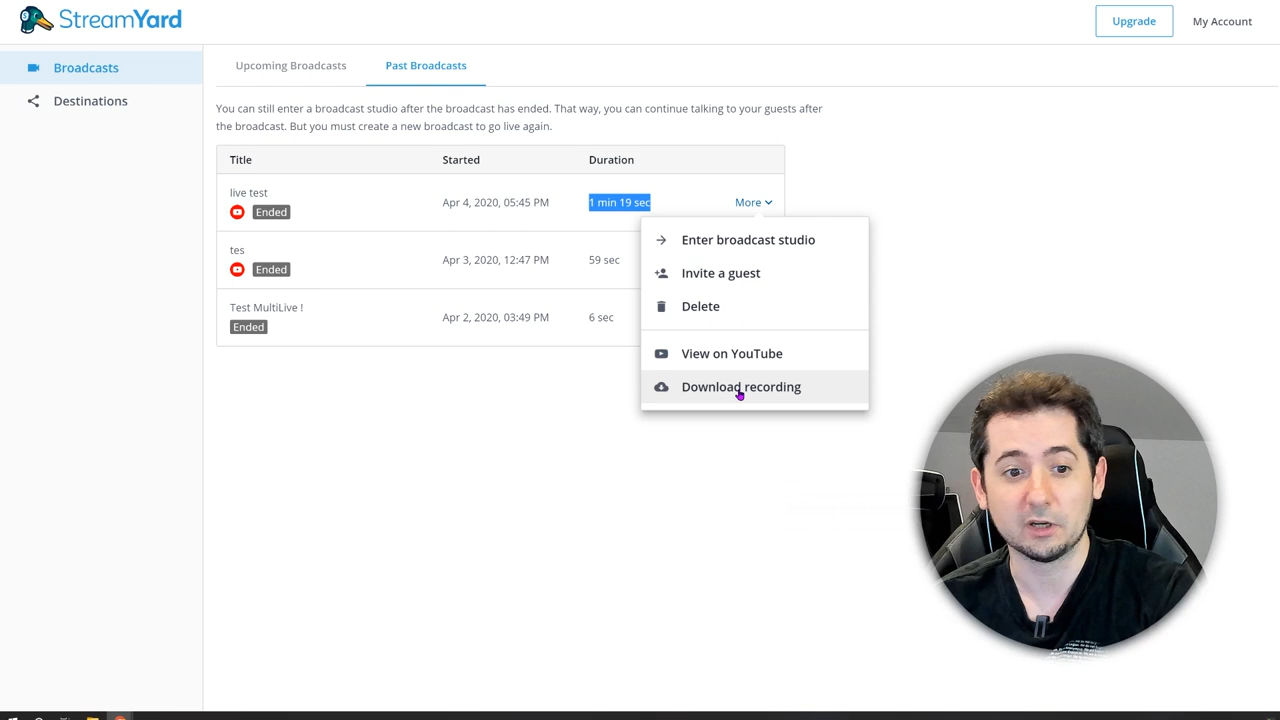 StreamYard
Upgrade
My Account
Broadcasts
Destinations
Upcoming Broadcasts
Past Broadcasts
You can still enter a broadcast studio after the broadcast has ended. That way, you can continue talking to your guests after
the broadcast. But you must create a new broadcast to go live again.
Title Started Duration
live test
Ended
Apr 4, 2020, 05:45 PM
1 min 19 sec
More
tes
Ended
Apr 3, 2020, 12:47 PM
59 sec
Test MultiLive !
Ended
Apr 2, 2020, 03:49 PM
6 sec
Enter broadcast studio
Invite a guest
Delete
View on YouTube
Download recording